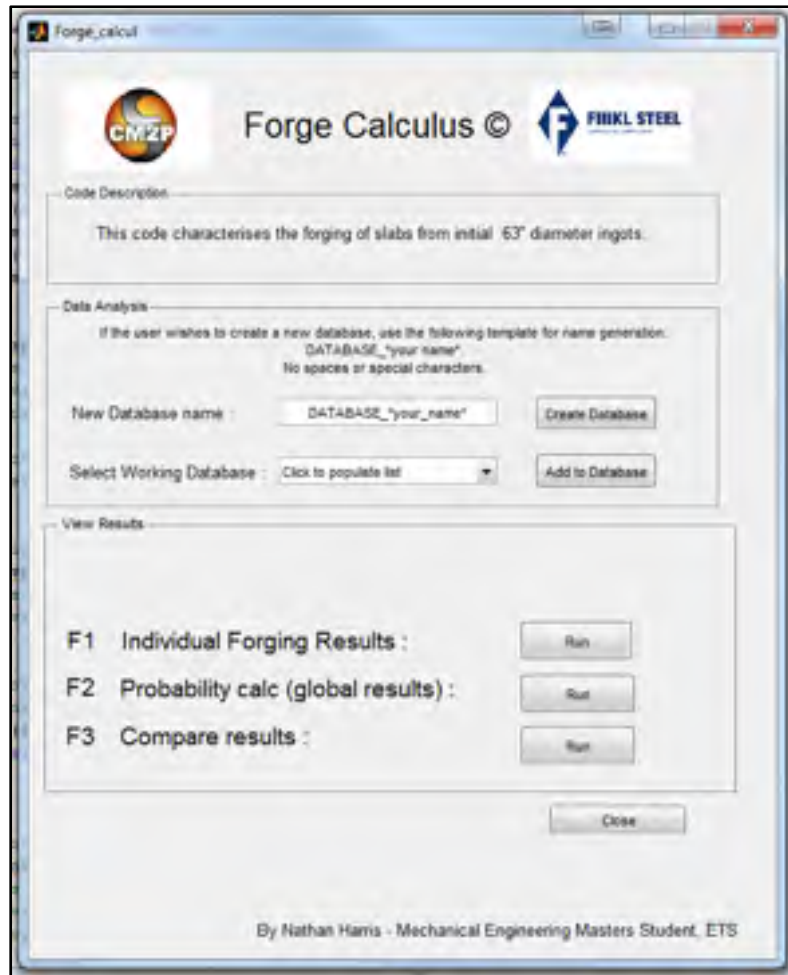 Forge_calcul
CM2P
Forge Calculus ©
F
FINKL STEEL
Code Description
This code characterises the forging of slabs from initial 63" diameter ingots.
Data Analysis
If the user wishes to create a new database, use the following template for name generation:
DATABASE_"your name"
No spaces or special characters.
New Database name :
DATABASE_"your_name"
Create Database
Select Working Database :
Click to populate list
Add to Database
View Results
F1 Individual Forging Results :
Run
F2 Probability calc (global results) :
Run
F3 Compare results :
Run
Close
By Nathan Harris - Mechanical Engineering Masters Student, ETS